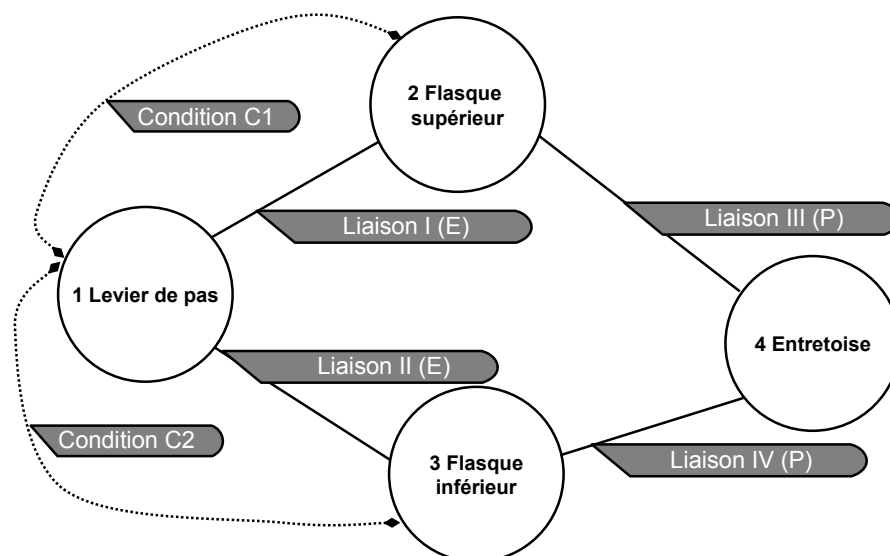 2 Flasque
supérieur
Condition C1
Liaison I (E)
Liaison III (P)
1 Levier de pas
4 Entretoise
Liaison II (E)
Condition C2
3 Flasque
inférieur
Liaison IV (P)